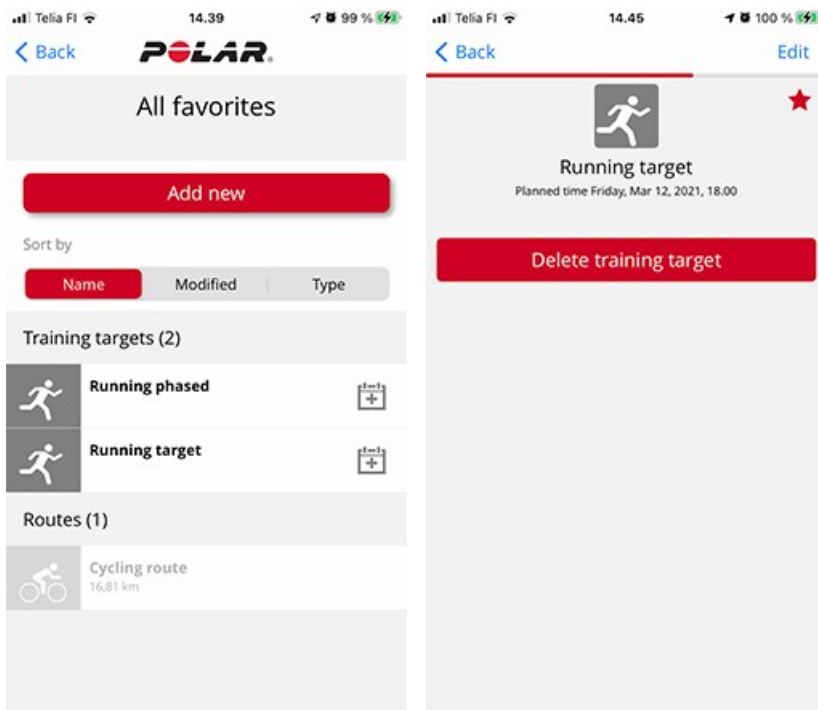 Telia FI 14.39 99 %
Back POLAR.
All favorites
Add new
Sort by
Name Modified Type
Training targets (2)
Running phased
Running target
Routes (1)
Cycling route
16,81 km
Telia FI 14.45 100 %
Back Edit
Running target
Planned time Friday, Mar 12, 2021, 18.00
Delete training target